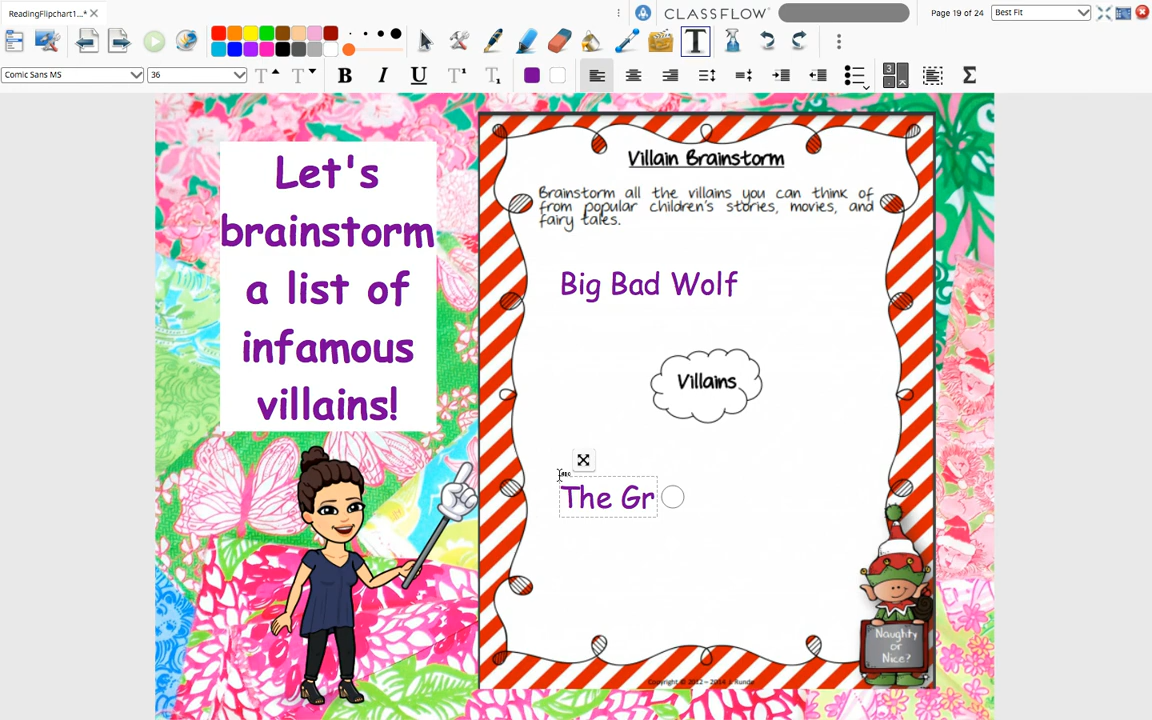 ReadingFlipchart1...*
CLASSFLOW
Page 19 of 24
Best Fit
Comic Sans MS
36
Let's
brainstorm
a list of
infamous
villains!
Villain Brainstorm
Brainstorm all the villains you can think of
from popular children's stories, movies, and
fairy tales.
Big Bad Wolf
Villains
The Gr
Naughty
or
Nice?